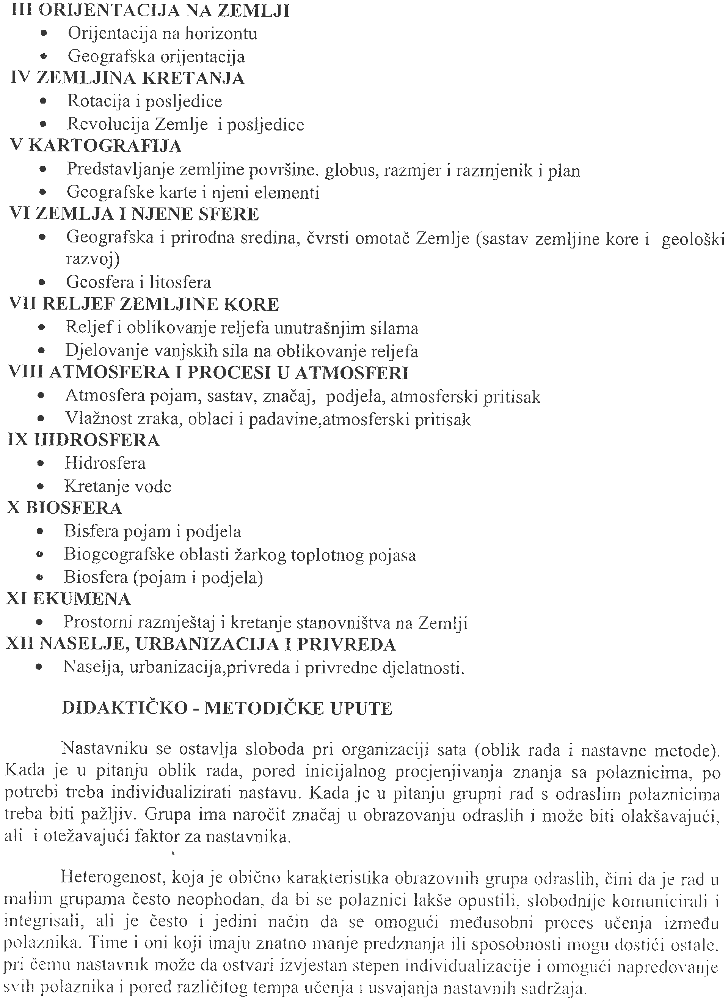 III ORIJENTACIJA NA ZEMLJI
• Orijentacija na horizontu
• Geografska orijentacija
IV ZEMLJINA KRETANJA
• Rotacija i posljedice
• Revolucija Zemlje i posljedice
V KARTOGRAFIJA
• Predstavljanje zemljine površine. globus, razmjer i razmjenik i plan
• Geografske karte i njeni elementi
VI ZEMLJA I NJENE SFERE
• Geografska i prirodna sredina, čvrsti omotač Zemlje (sastav zemljine kore i geološki
razvoj)
• Geosfera i litosfera
VII RELJEF ZEMLJINE KORE
• Reljef i oblikovanje reljefa unutrašnjim silama
• Djelovanje vanjskih sila na oblikovanje reljefa
VIII ATMOSFERA I PROCESI U ATMOSFERI
• Atmosfera pojam, sastav, značaj, podjela, atmosferski pritisak
• Vlažnost zraka, oblaci i padavine,atmosferski pritisak
IX HIDROSFERA
• Hidrosfera
• Kretanje vode
X BIOSFERA
• Bisfera pojam i podjela
• Biogeografske oblasti žarkog toplotnog pojasa
• Biosfera (pojam i podjela)
XI EKUMENA
• Prostorni razmještaj i kretanje stanovništva na Zemlji
XII NASELJE, URBANIZACIJA I PRIVREDA
• Naselja, urbanizacija,privreda i privredne djelatnosti.
DIDAKTIČKO - METODIČKE UPUTE
Nastavniku se ostavlja sloboda pri organizaciji sata (oblik rada i nastavne metode).
Kada je u pitanju oblik rada, pored inicijalnog procjenjivanja znanja sa polaznicima, po
potrebi treba individualizirati nastavu. Kada je u pitanju grupni rad s odraslim polaznicima
treba biti pažljiv. Grupa ima naročit značaj u obrazovanju odraslih i može biti olakšavajući,
ali i otežavajući faktor za nastavnika.
Heterogenost, koja je obično karakteristika obrazovnih grupa odraslih, čini da je rad u
malim grupama često neophodan, da bi se polaznici lakše opustili, slobodnije komunicirali i
integrisali, ali je često i jedini način da se omogući međusobni proces učenja između
polaznika. Time i oni koji imaju znatno manje predznanja ili sposobnosti mogu dostići ostale,
pri čemu nastavnik može da ostvari izvjestan stepen individualizacije i omogući napredovanje
svih polaznika i pored različitog tempa učenja i usvajanja nastavnih sadržaja.